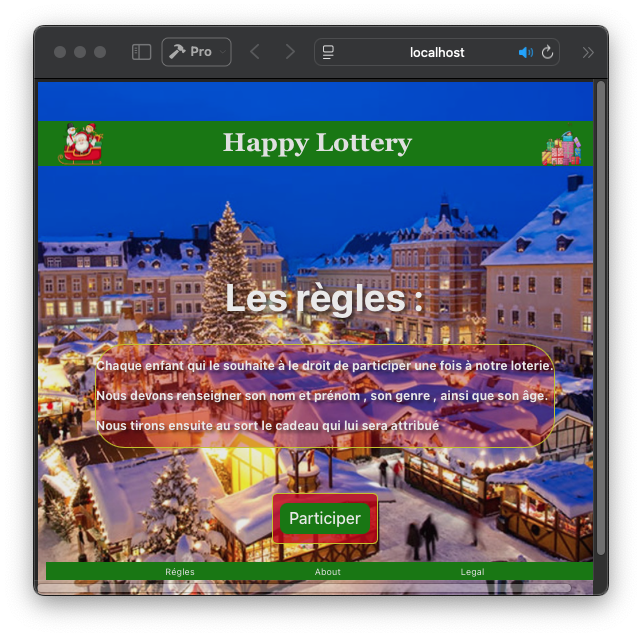 Pro
localhost
Happy Lottery
Les règles :
Chaque enfant qui le souhaite à le droit de participer une fois à notre loterie.
Nous devons renseigner son nom et prénom , son genre , ainsi que son âge.
Nous tirons ensuite au sort le cadeau qui lui sera attribué
Participer
Régles About Legal